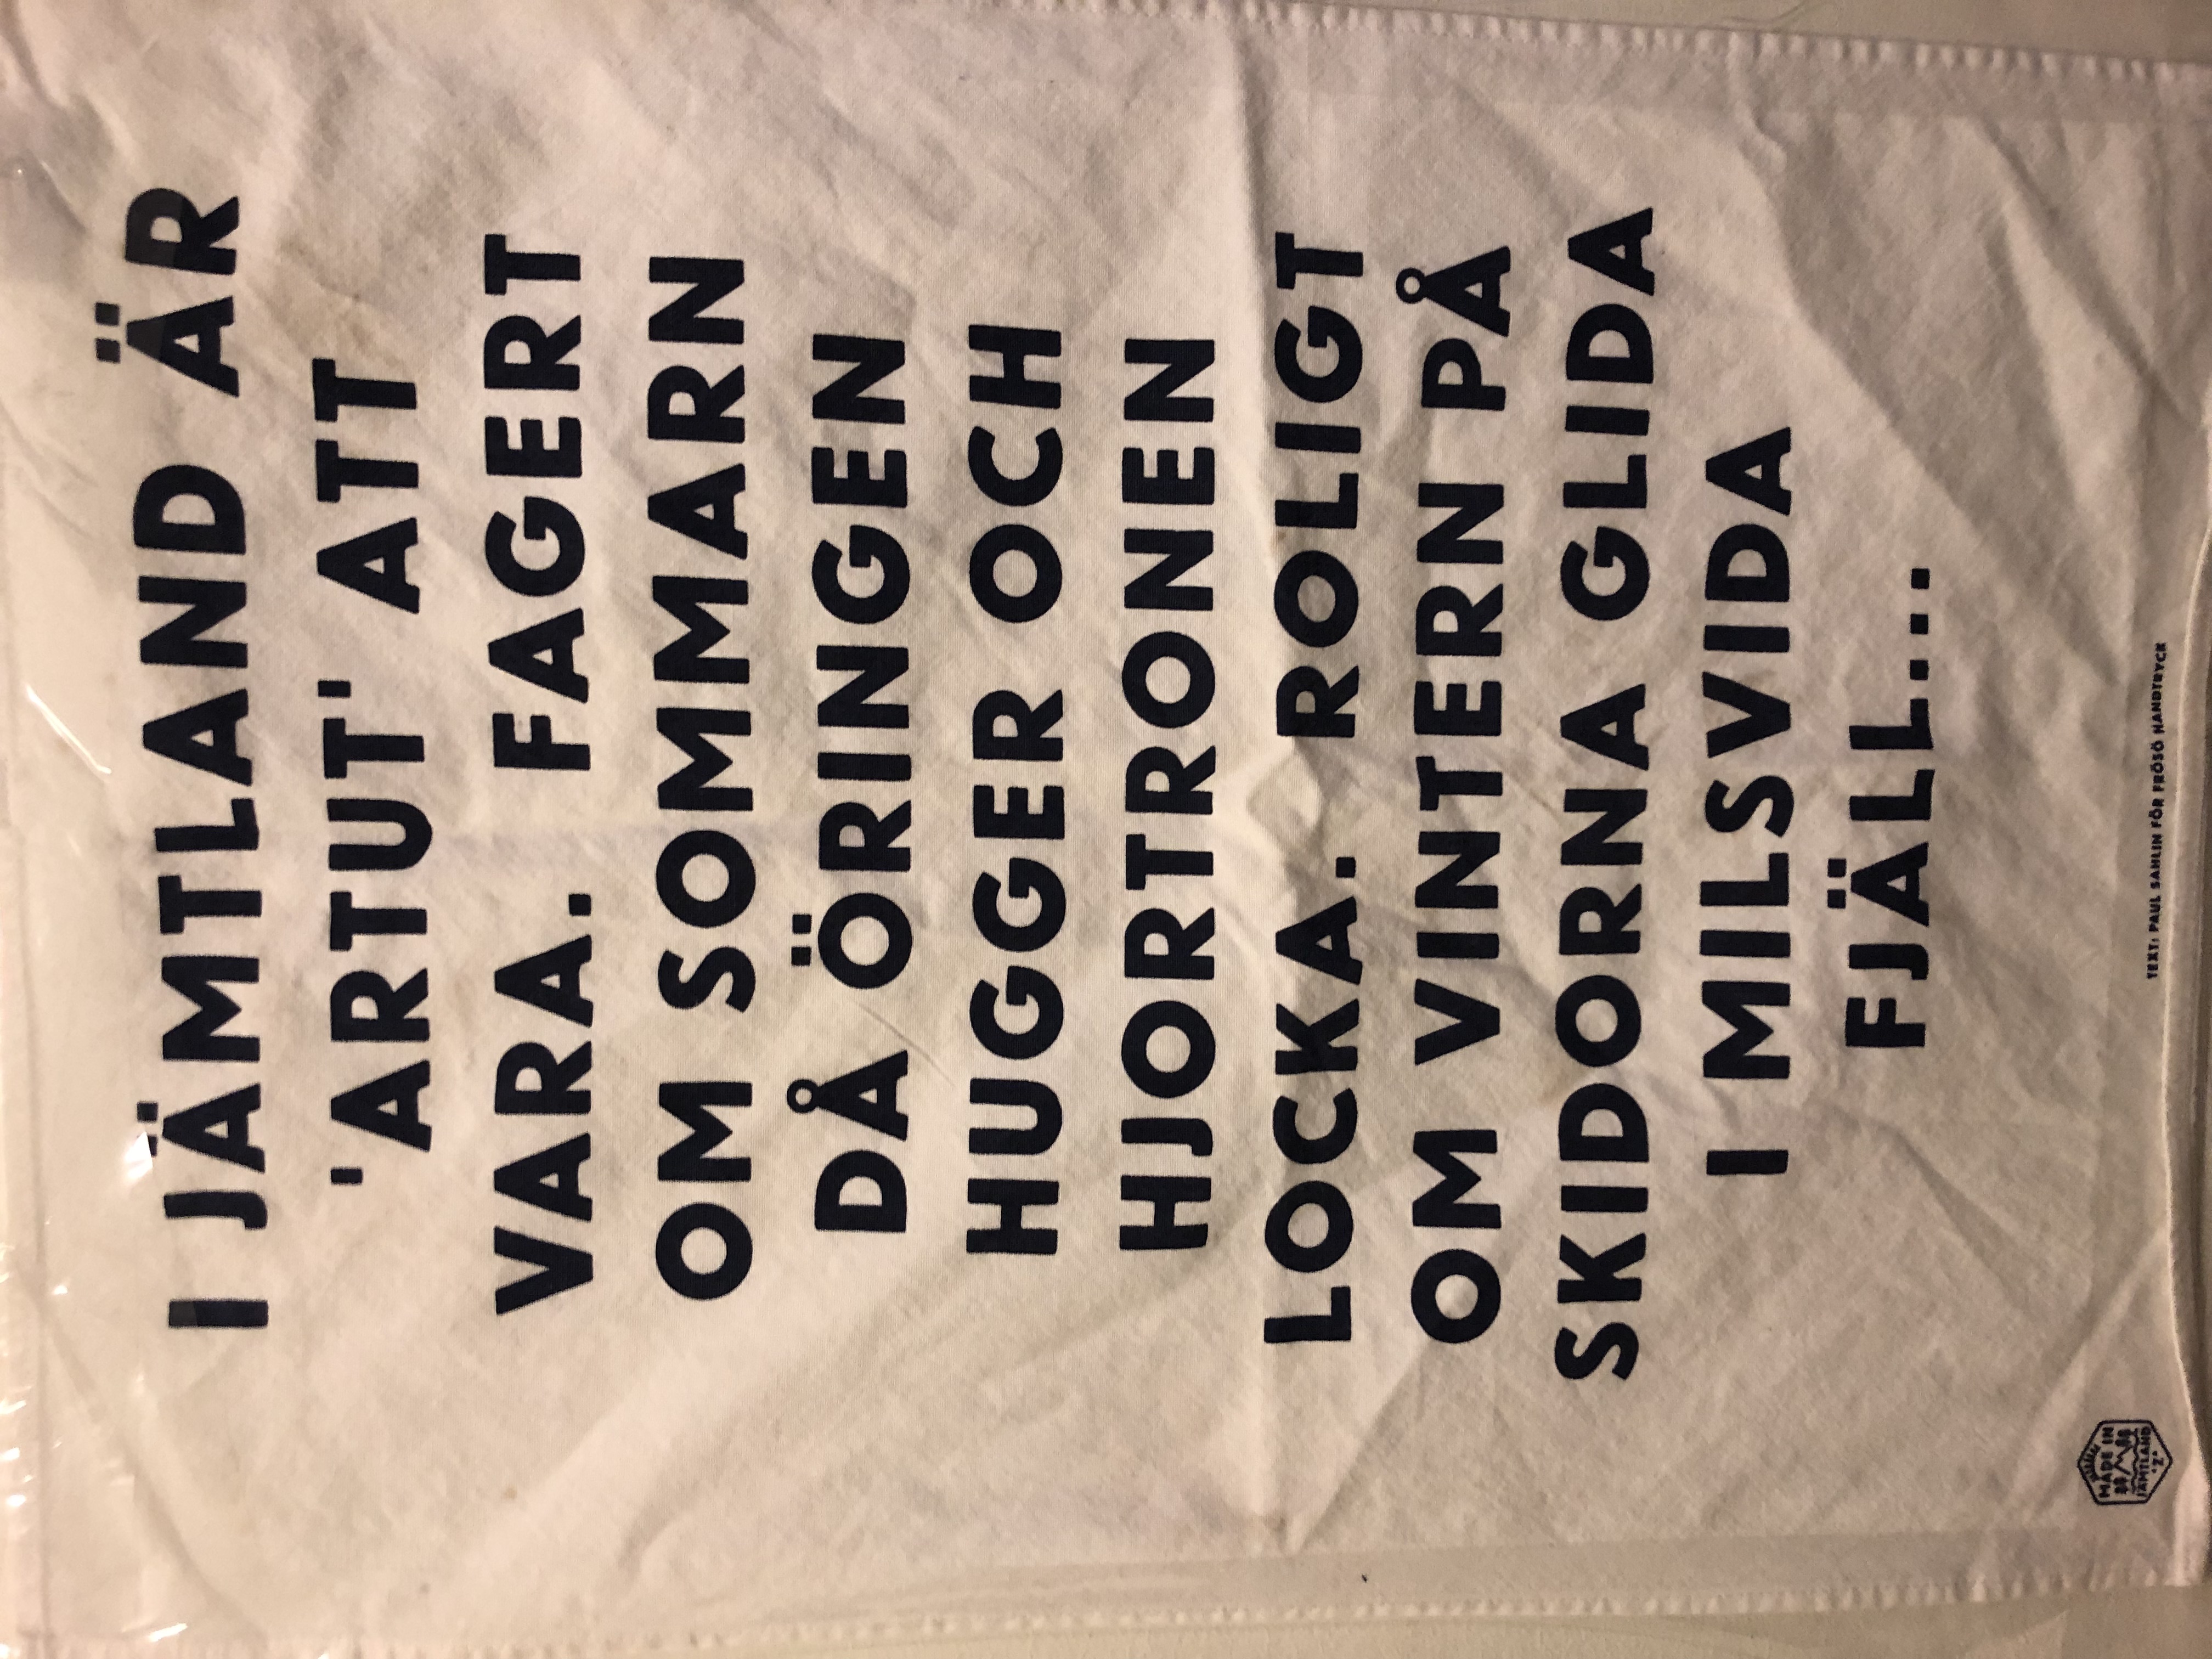 I JÄMTLAND ÄR
'ARTUT' ATT
VARA. FAGERT
OM SOMMARN
DÅ ÖRINGEN
HUGGER OCH
HJORTRONEN
LOCKA. ROLIGT
OM VINTERN PÅ
SKIDORNA GLIDA
I MILSVIDA
FJÄLL...
TEXT: PAUL SAHLIN FÖR FRÖSÖ HANDTRYCK
MADE IN
JÄMTLAND
"Z"